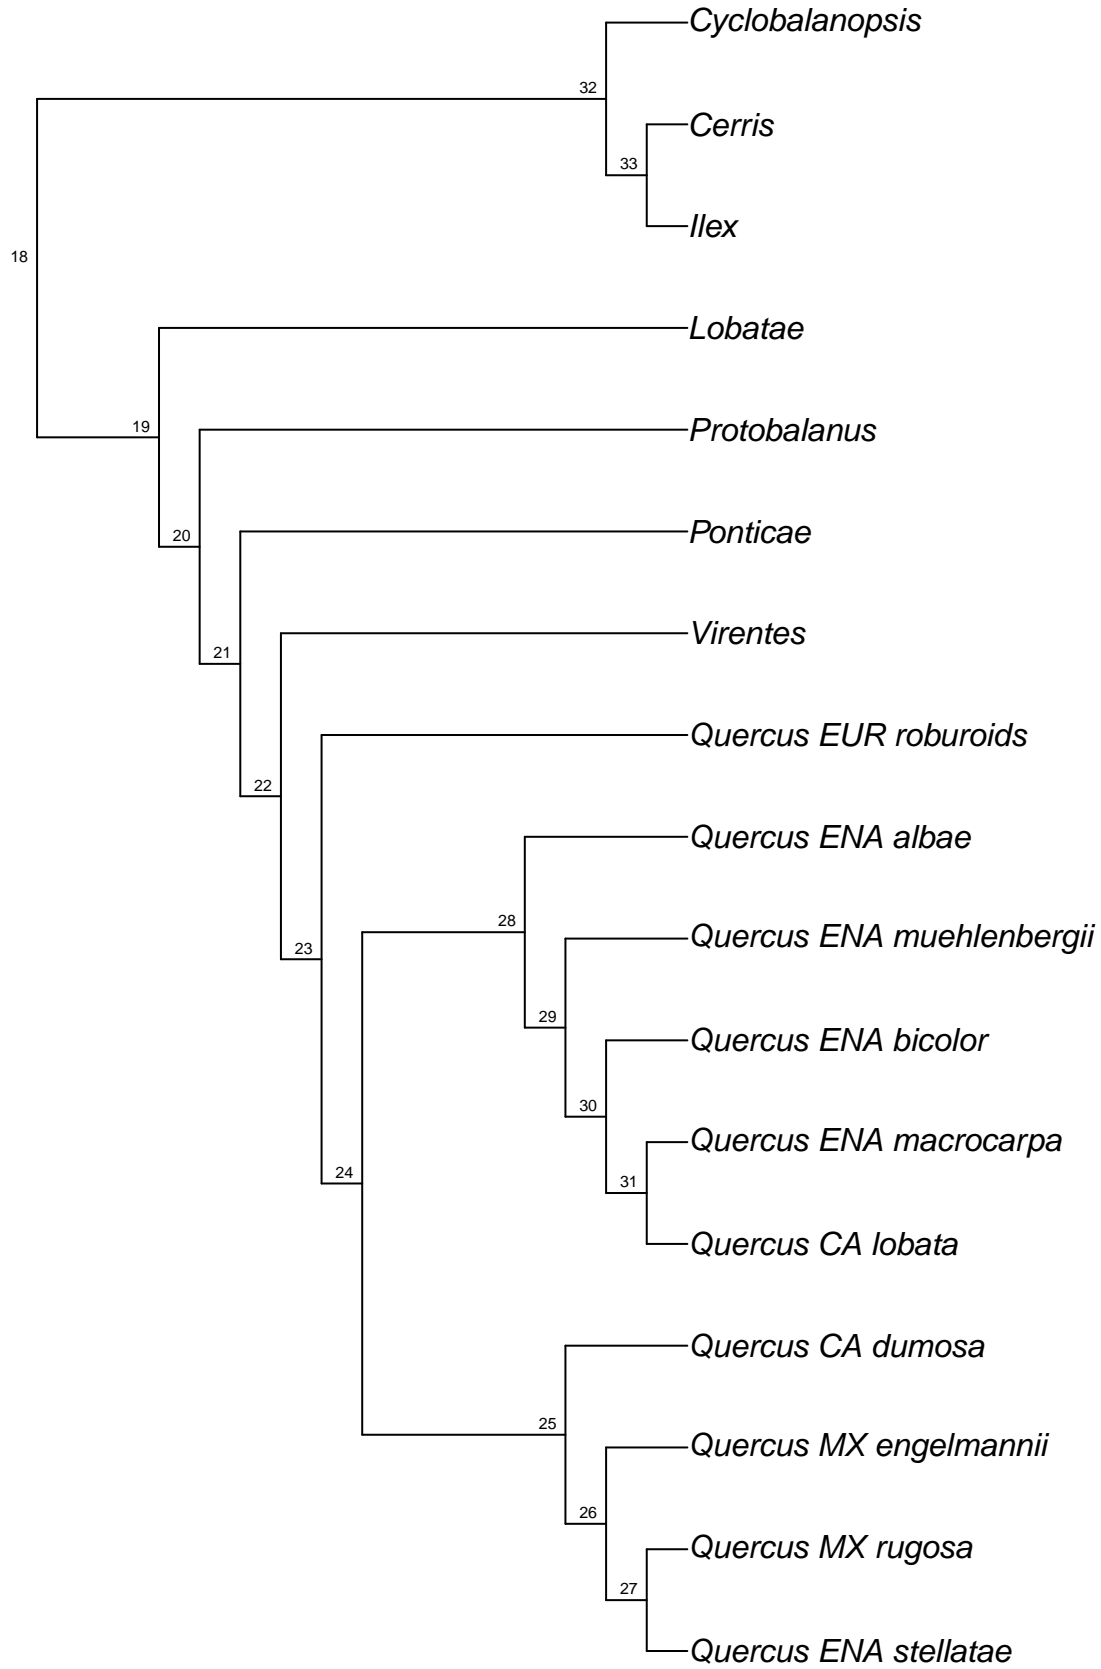 Cyclobalanopsis
32
Cerris
33
Ilex
18
Lobatae
19
Protobalanus
20
Ponticae
21
Virentes
22
Quercus EUR roburoids
23
Quercus ENA albae
28
Quercus ENA muehlenbergii
29
Quercus ENA bicolor
30
Quercus ENA macrocarpa
24
31
Quercus CA lobata
Quercus CA dumosa
25
Quercus MX engelmannii
26
Quercus MX rugosa
27
Quercus ENA stellatae